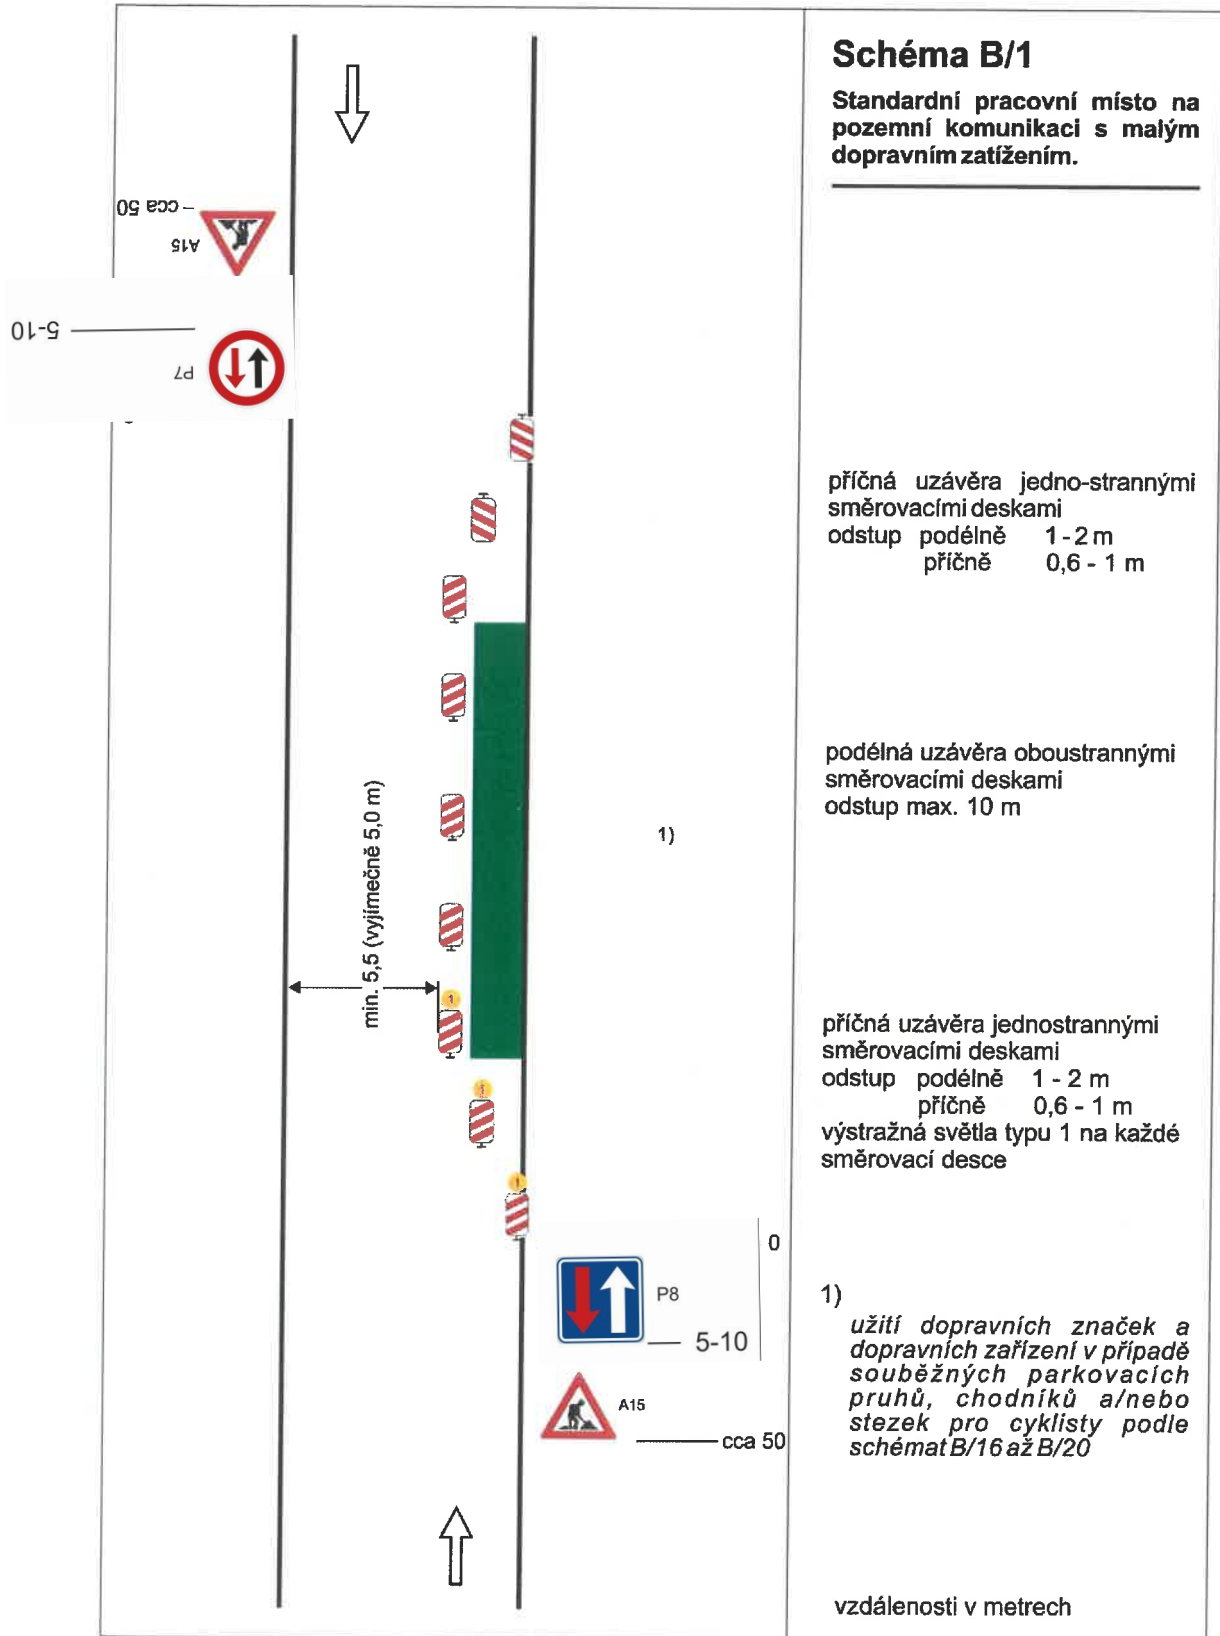 Schéma B/1
Standardní pracovní místo na
pozemní komunikaci s malým
dopravním zatížením.
cca 50
A15
5-10
P7
příčná uzávěra jedno-strannými
směrovacími deskami
odstup podélně 1-2 m
příčně 0,6 - 1 m
podélná uzávěra oboustrannými
směrovacími deskami
odstup max. 10 m
1)
min. 5,5 (vyjímečně 5,0 m)
1
1
1
příčná uzávěra jednostrannými
směrovacími deskami
odstup podélně 1 - 2 m
příčně 0,6 - 1 m
výstražná světla typu 1 na každé
směrovací desce
0
P8
5-10
A15
cca 50
1)
užití dopravních značek a
dopravních zařízení v případě
souběžných parkovacích
pruhů, chodníků a/nebo
stezek pro cyklisty podle
schémat B/16 až B/20
vzdálenosti v metrech